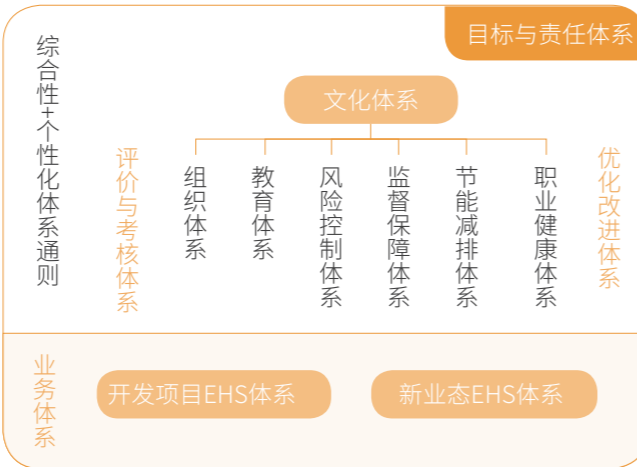 目标与责任体系
综合性+个性化体系通则
文化体系
评价与考核体系
组织体系
教育体系
风险控制体系
监督保障体系
节能减排体系
职业健康体系
优化改进体系
业务体系
开发项目EHS体系
新业态EHS体系